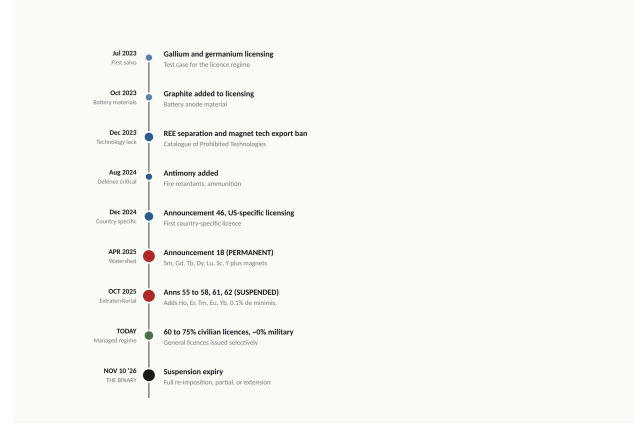 Jul 2023
First salvo
Gallium and germanium licensing
Test case for the licence regime
Oct 2023
Battery materials
Graphite added to licensing
Battery anode material
Dec 2023
Technology lock
REE separation and magnet tech export ban
Catalogue of Prohibited Technologies
Aug 2024
Defence critical
Antimony added
Fire retardants, ammunition
Dec 2024
Country specific
Announcement 46, US-specific licensing
First country-specific licence
APR 2025
Watershed
Announcement 18 (PERMANENT)
Sm, Gd, Tb, Dy, Lu, Sc, Y plus magnets
OCT 2025
Extraterritorial
Anns 55 to 58, 61, 62 (SUSPENDED)
Adds Ho, Er, Tm, Eu, Yb. 0.1% de minimis.
TODAY
Managed regime
60 to 75% civilian licences, ~0% military
General licences issued selectively
NOV 10 '26
THE BINARY
Suspension expiry
Full re-imposition, partial, or extension